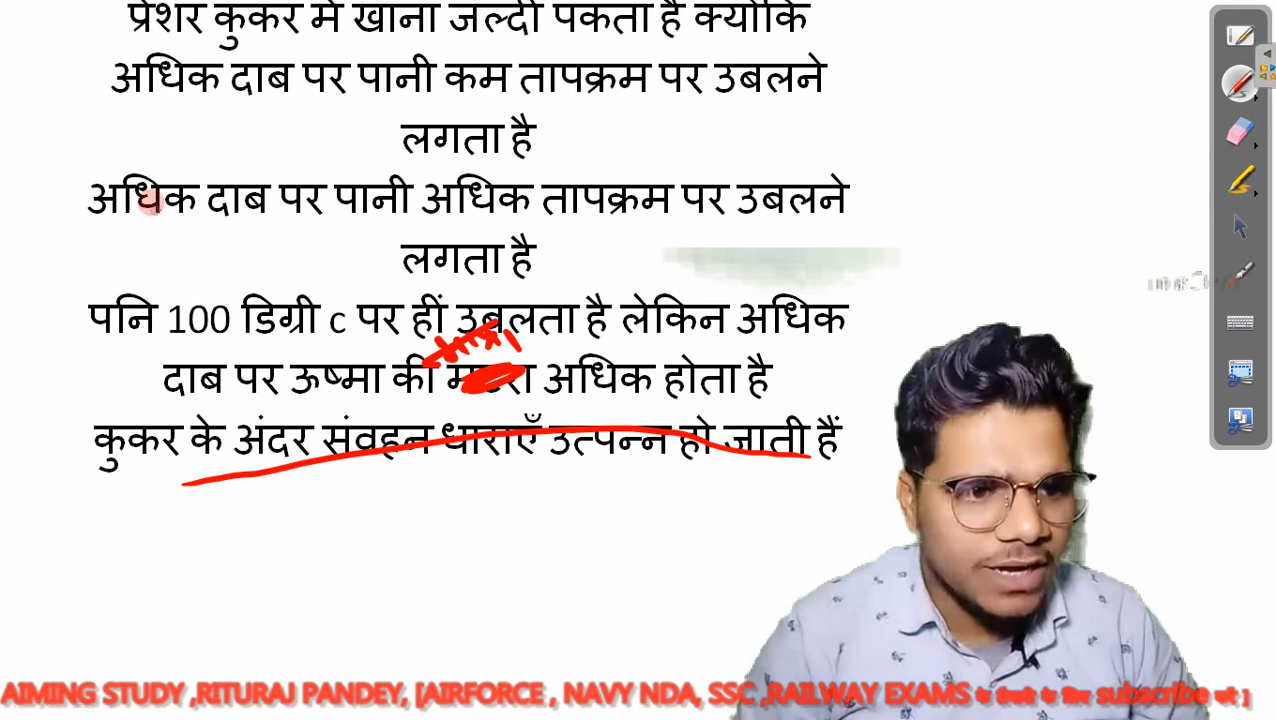 प्रेशर कुकर में खाना जल्दी पकता है क्योंकि
अधिक दाब पर पानी कम तापक्रम पर उबलने
लगता है
अधिक दाब पर पानी अधिक तापक्रम पर उबलने
लगता है
पनि 100 डिग्री c पर हीं उबलता है लेकिन अधिक
दाब पर ऊष्मा की अधिक होता है
कुकर के अंदर संवहन धाराएँ उत्पन्न हो जाती हैं
AIMING STUDY ,RITURAJ PANDEY, [AIRFORCE , NAVY NDA, SSC ,RAILWAY EXAMS के लिए subscribe करें ]